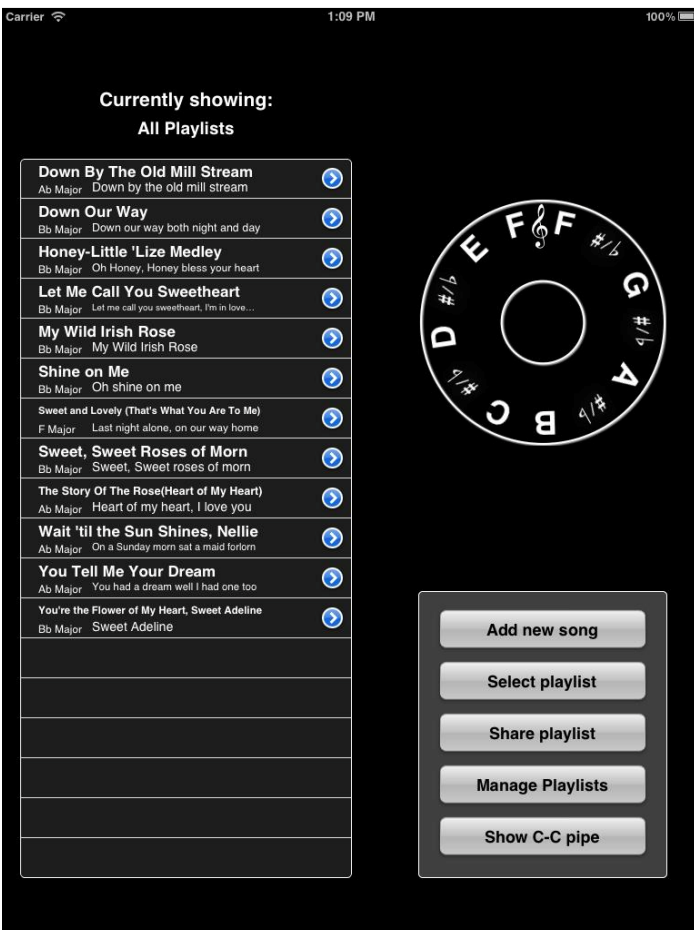 Carrier
1:09 PM
100%
Currently showing:
All Playlists
Down By The Old Mill Stream
Ab Major Down by the old mill stream
Down Our Way
Bb Major Down our way both night and day
Honey-Little 'Lize Medley
Bb Major Oh Honey, Honey bless your heart
Let Me Call You Sweetheart
Bb Major Let me call you sweetheart, I'm in love...
My Wild Irish Rose
Bb Major My Wild Irish Rose
Shine on Me
Bb Major Oh shine on me
Sweet and Lovely (That's What You Are To Me)
F Major Last night alone, on our way home
Sweet, Sweet Roses of Morn
Bb Major Sweet, Sweet roses of morn
The Story Of The Rose(Heart of My Heart)
Ab Major Heart of my heart, I love you
Wait 'til the Sun Shines, Nellie
Ab Major On a Sunday morn sat a maid forlorn
You Tell Me Your Dream
Ab Major You had a dream well I had one too
You're the Flower of My Heart, Sweet Adeline
Bb Major Sweet Adeline
F
#/♭
G
#/♭
A
#/♭
B
C
#/♭
D
#/♭
E
F
Add new song
Select playlist
Share playlist
Manage Playlists
Show C-C pipe